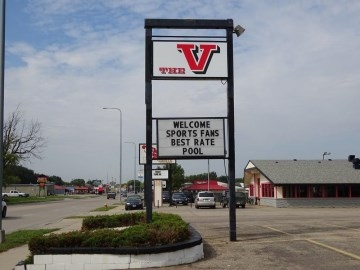 THE V
WELCOME
SPORTS FANS
BEST RATE
POOL